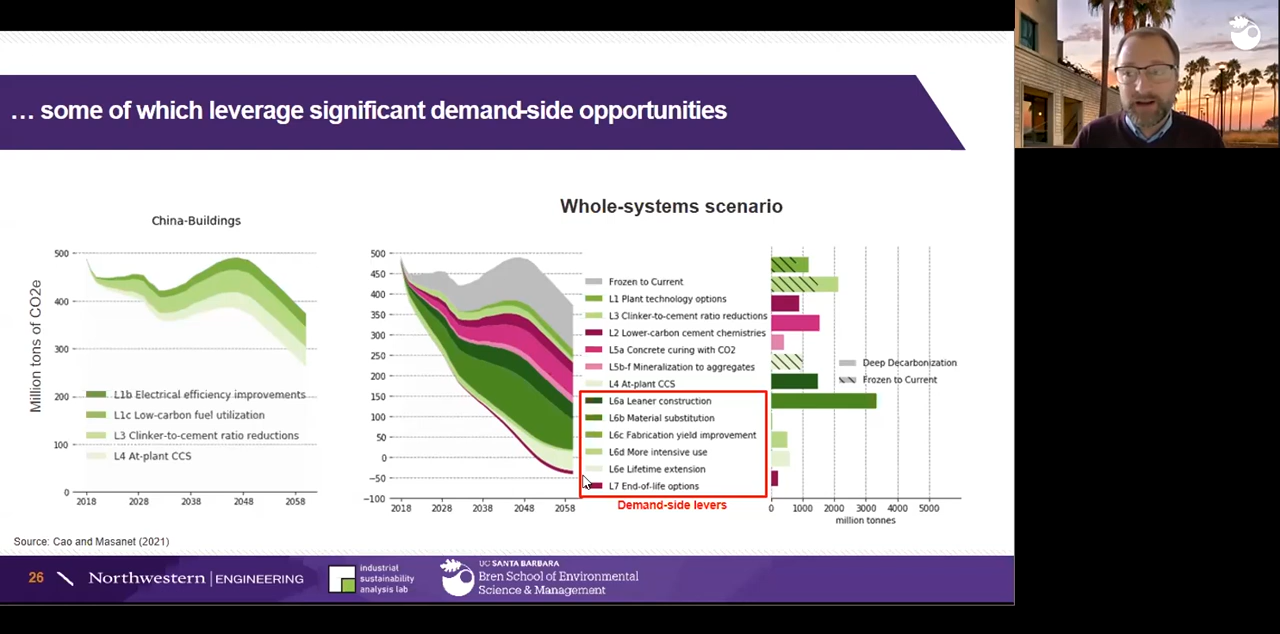 … some of which leverage significant demand-side opportunities
China-Buildings
Million tons of CO2e
500
400
300
200
100
0
L1b Electrical efficiency improvements
L1c Low-carbon fuel utilization
L3 Clinker-to-cement ratio reductions
L4 At-plant CCS
2018 2028 2038 2048 2058
Whole-systems scenario
500
450
400
350
300
250
200
150
100
50
0
−50
−100
2018 2028 2038 2048 2058
Frozen to Current
L1 Plant technology options
L3 Clinker-to-cement ratio reductions
L2 Lower-carbon cement chemistries
L5a Concrete curing with CO2
L5b-f Mineralization to aggregates
L4 At-plant CCS
L6a Leaner construction
L6b Material substitution
L6c Fabrication yield improvement
L6d More intensive use
L6e Lifetime extension
L7 End-of-life options
Demand-side levers
Deep Decarbonization
Frozen to Current
0 1000 2000 3000 4000 5000
million tonnes
Source: Cao and Masanet (2021)
26
Northwestern | ENGINEERING
industrial
sustainability
analysis lab
UC SANTA BARBARA
Bren School of Environmental
Science & Management